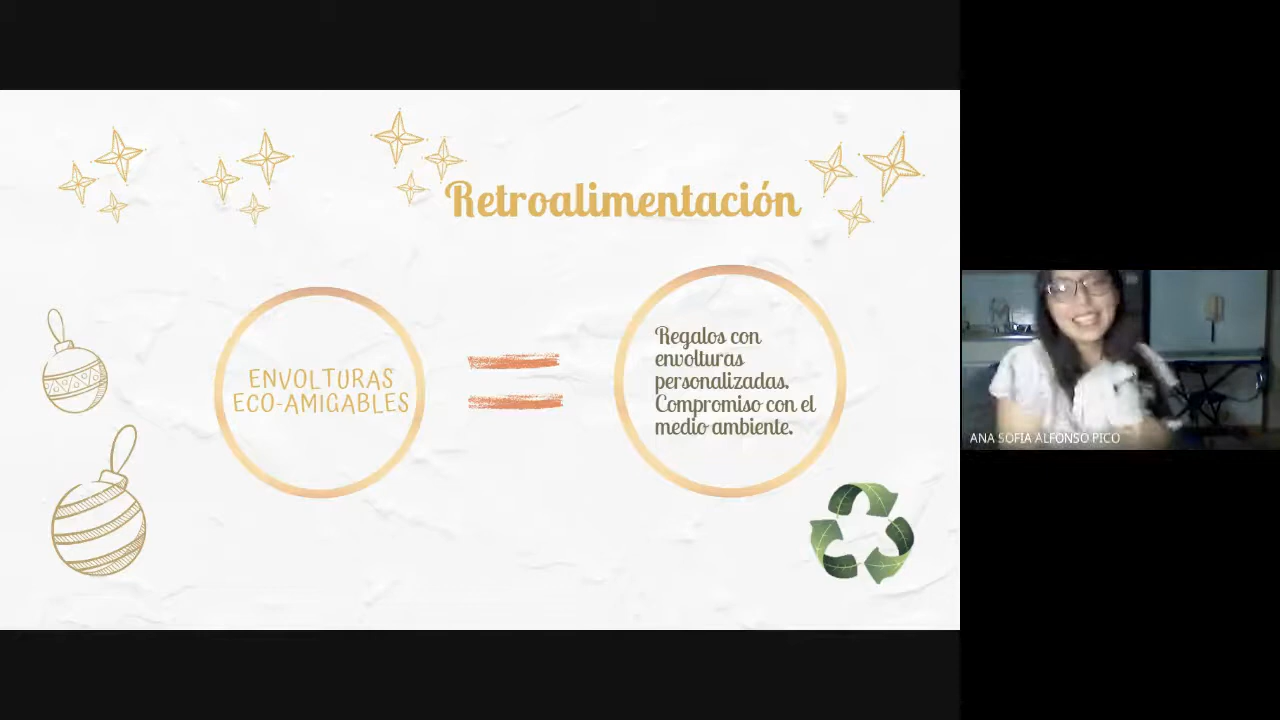 Retroalimentación
ENVOLTURAS
ECO-AMIGABLES
Regalos con
envolturas
personalizadas.
Compromiso con el
medio ambiente.
ANA SOFIA ALFONSO PICO